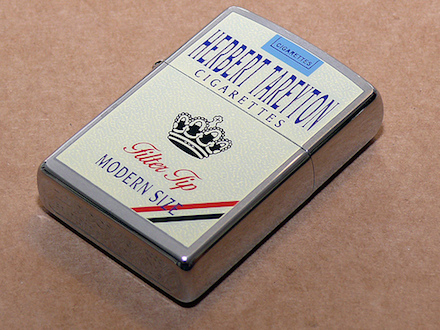 CIGARETTES
HERBERT TAREYTON
CIGARETTES
Filter Tip
MODERN SIZE